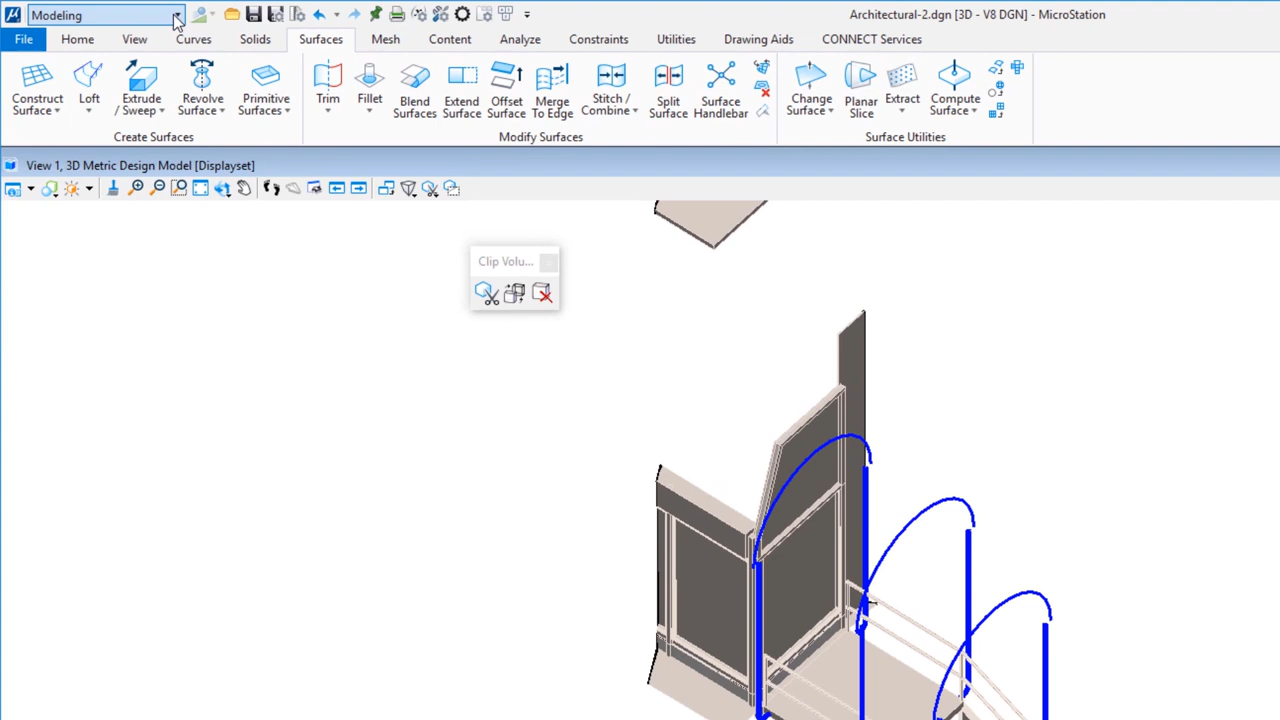 Modeling
Architectural-2.dgn [3D - V8 DGN] - MicroStation
File Home View Curves Solids Surfaces Mesh Content Analyze Constraints Utilities Drawing Aids CONNECT Services
Construct Surface Loft Extrude / Sweep Revolve Surface Primitive Surfaces Trim Fillet Blend Surfaces Extend Surface Offset Surface Merge To Edge Stitch / Combine Split Surface Surface Handlebar Change Surface Planar Slice Extract Compute Surface
Create Surfaces Modify Surfaces Surface Utilities
View 1, 3D Metric Design Model [Displayset]
Clip Volu...